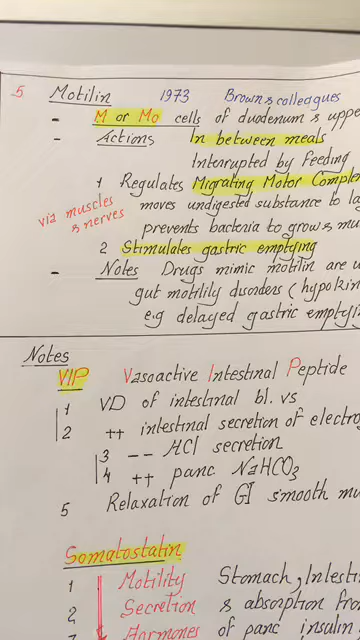 5 Motilin 1973 Brown & colleagues
- M or Mo cells of duodenum & uppe
- Actions In between meals
Interrupted by feeding
1 Regulates Migrating Motor Comple
via muscles & nerves
moves undigested substance to la
prevents bacteria to grow & mu
2 Stimulates gastric emptying
- Notes Drugs mimic motilin are u
gut motility disorders (hypokin
e.g delayed gastric emptyi
Notes
VIP Vasoactive Intestinal Peptide
1 VD of intestinal bl. vs
2 ++ intestinal secretion of electro
3 -- HCl secretion
4 ++ panc NaHCO3
5 Relaxation of GI smooth mu
Somatostatin
1 ↓ Motility Stomach, Intesti
2 Secretion & absorption fro
Hormones of panc insulin